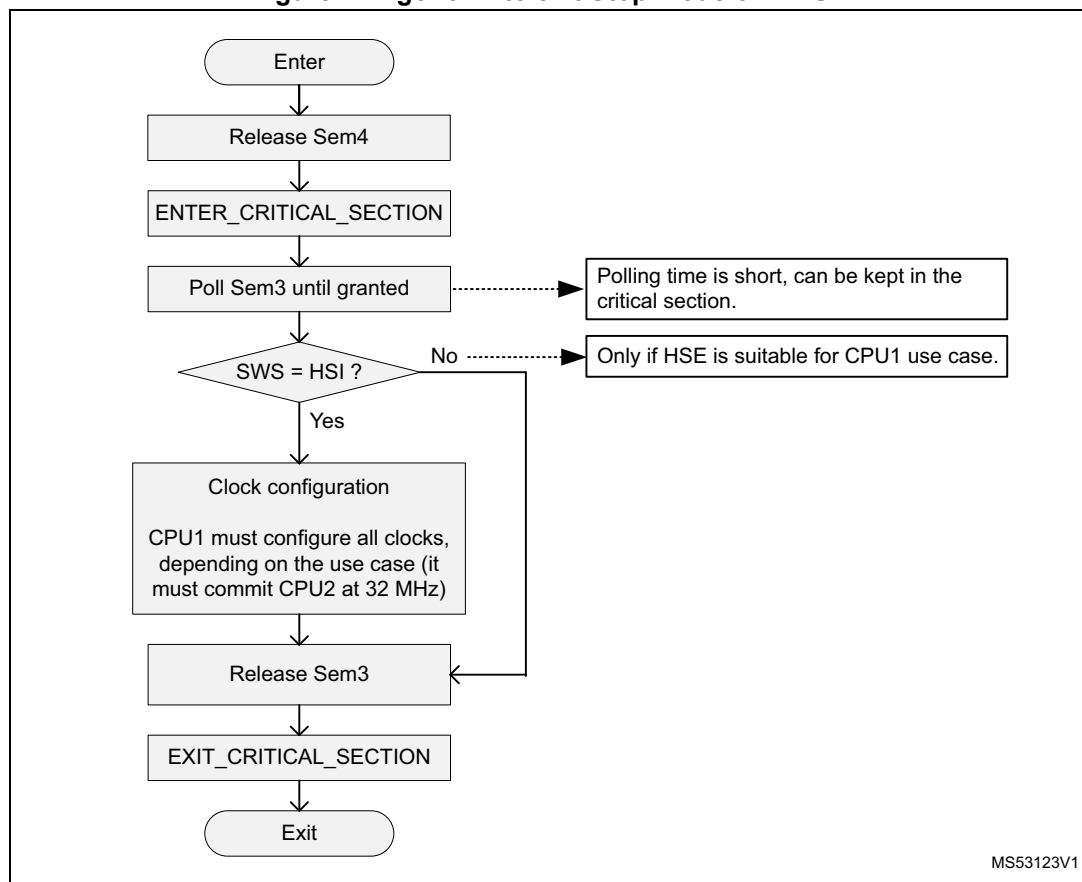 Enter
Release Sem4
ENTER_CRITICAL_SECTION
Poll Sem3 until granted
Polling time is short, can be kept in the
critical section.
SWS = HSI ?
No
Only if HSE is suitable for CPU1 use case.
Yes
Clock configuration
CPU1 must configure all clocks,
depending on the use case (it
must commit CPU2 at 32 MHz)
Release Sem3
EXIT_CRITICAL_SECTION
Exit
MS53123V1